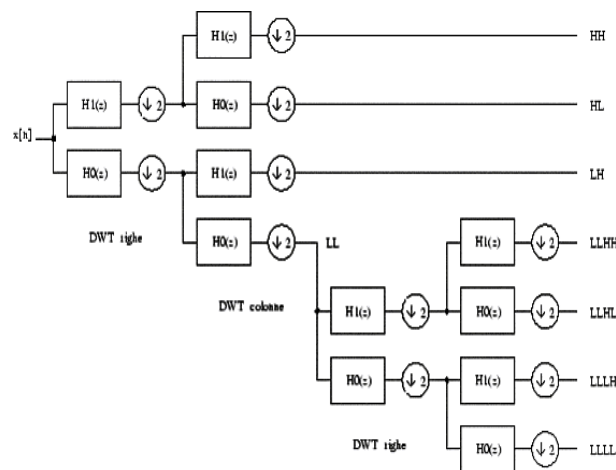 H1(z) ↓ 2 HH
H1(z) ↓ 2 H0(z) ↓ 2 HL
x[n]
H0(z) ↓ 2 H1(z) ↓ 2 LH
DWT righe H0(z) ↓ 2 LL H1(z) ↓ 2 LLHH
DWT colonne H1(z) ↓ 2 H0(z) ↓ 2 LLHL
H0(z) ↓ 2 H1(z) ↓ 2 LLLH
DWT righe H0(z) ↓ 2 LLLL